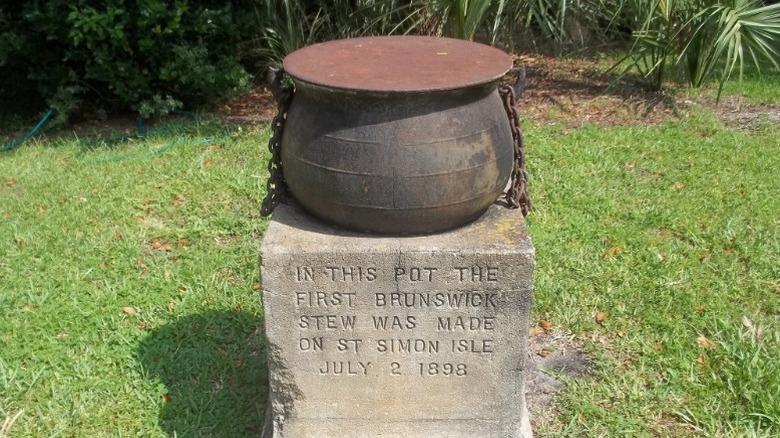 IN THIS POT THE
FIRST BRUNSWICK
STEW WAS MADE
ON ST SIMON ISLE
JULY 2 1898